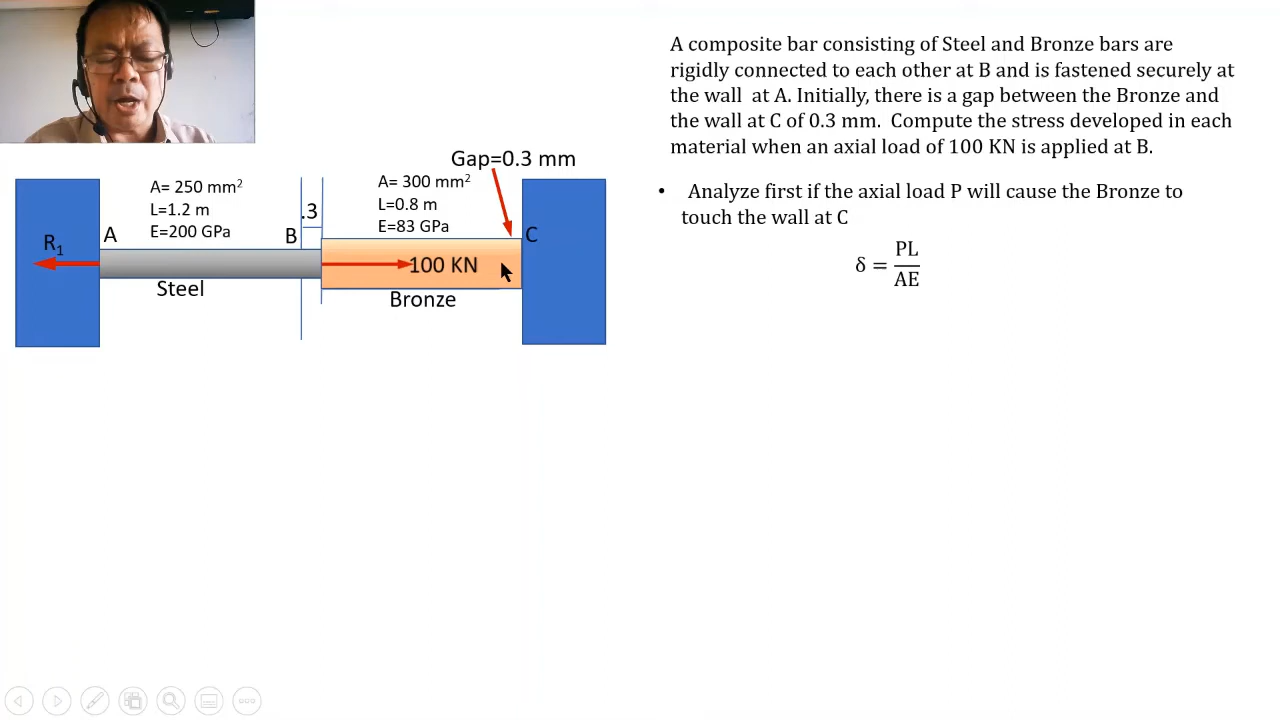 A composite bar consisting of Steel and Bronze bars are
rigidly connected to each other at B and is fastened securely at
the wall at A. Initially, there is a gap between the Bronze and
the wall at C of 0.3 mm. Compute the stress developed in each
material when an axial load of 100 KN is applied at B.
• Analyze first if the axial load P will cause the Bronze to
touch the wall at C
δ = PL/AE
Gap=0.3 mm
A= 250 mm²
L=1.2 m
E=200 GPa
A= 300 mm²
L=0.8 m
E=83 GPa
.3
R₁
A
B
C
100 KN
Steel
Bronze